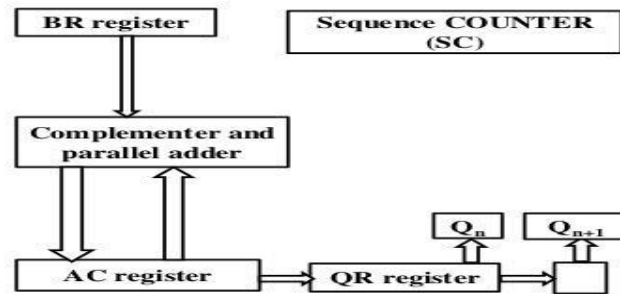 BR register
Sequence COUNTER
(SC)
Complementer and
parallel adder
Qn
Qn+1
AC register
QR register